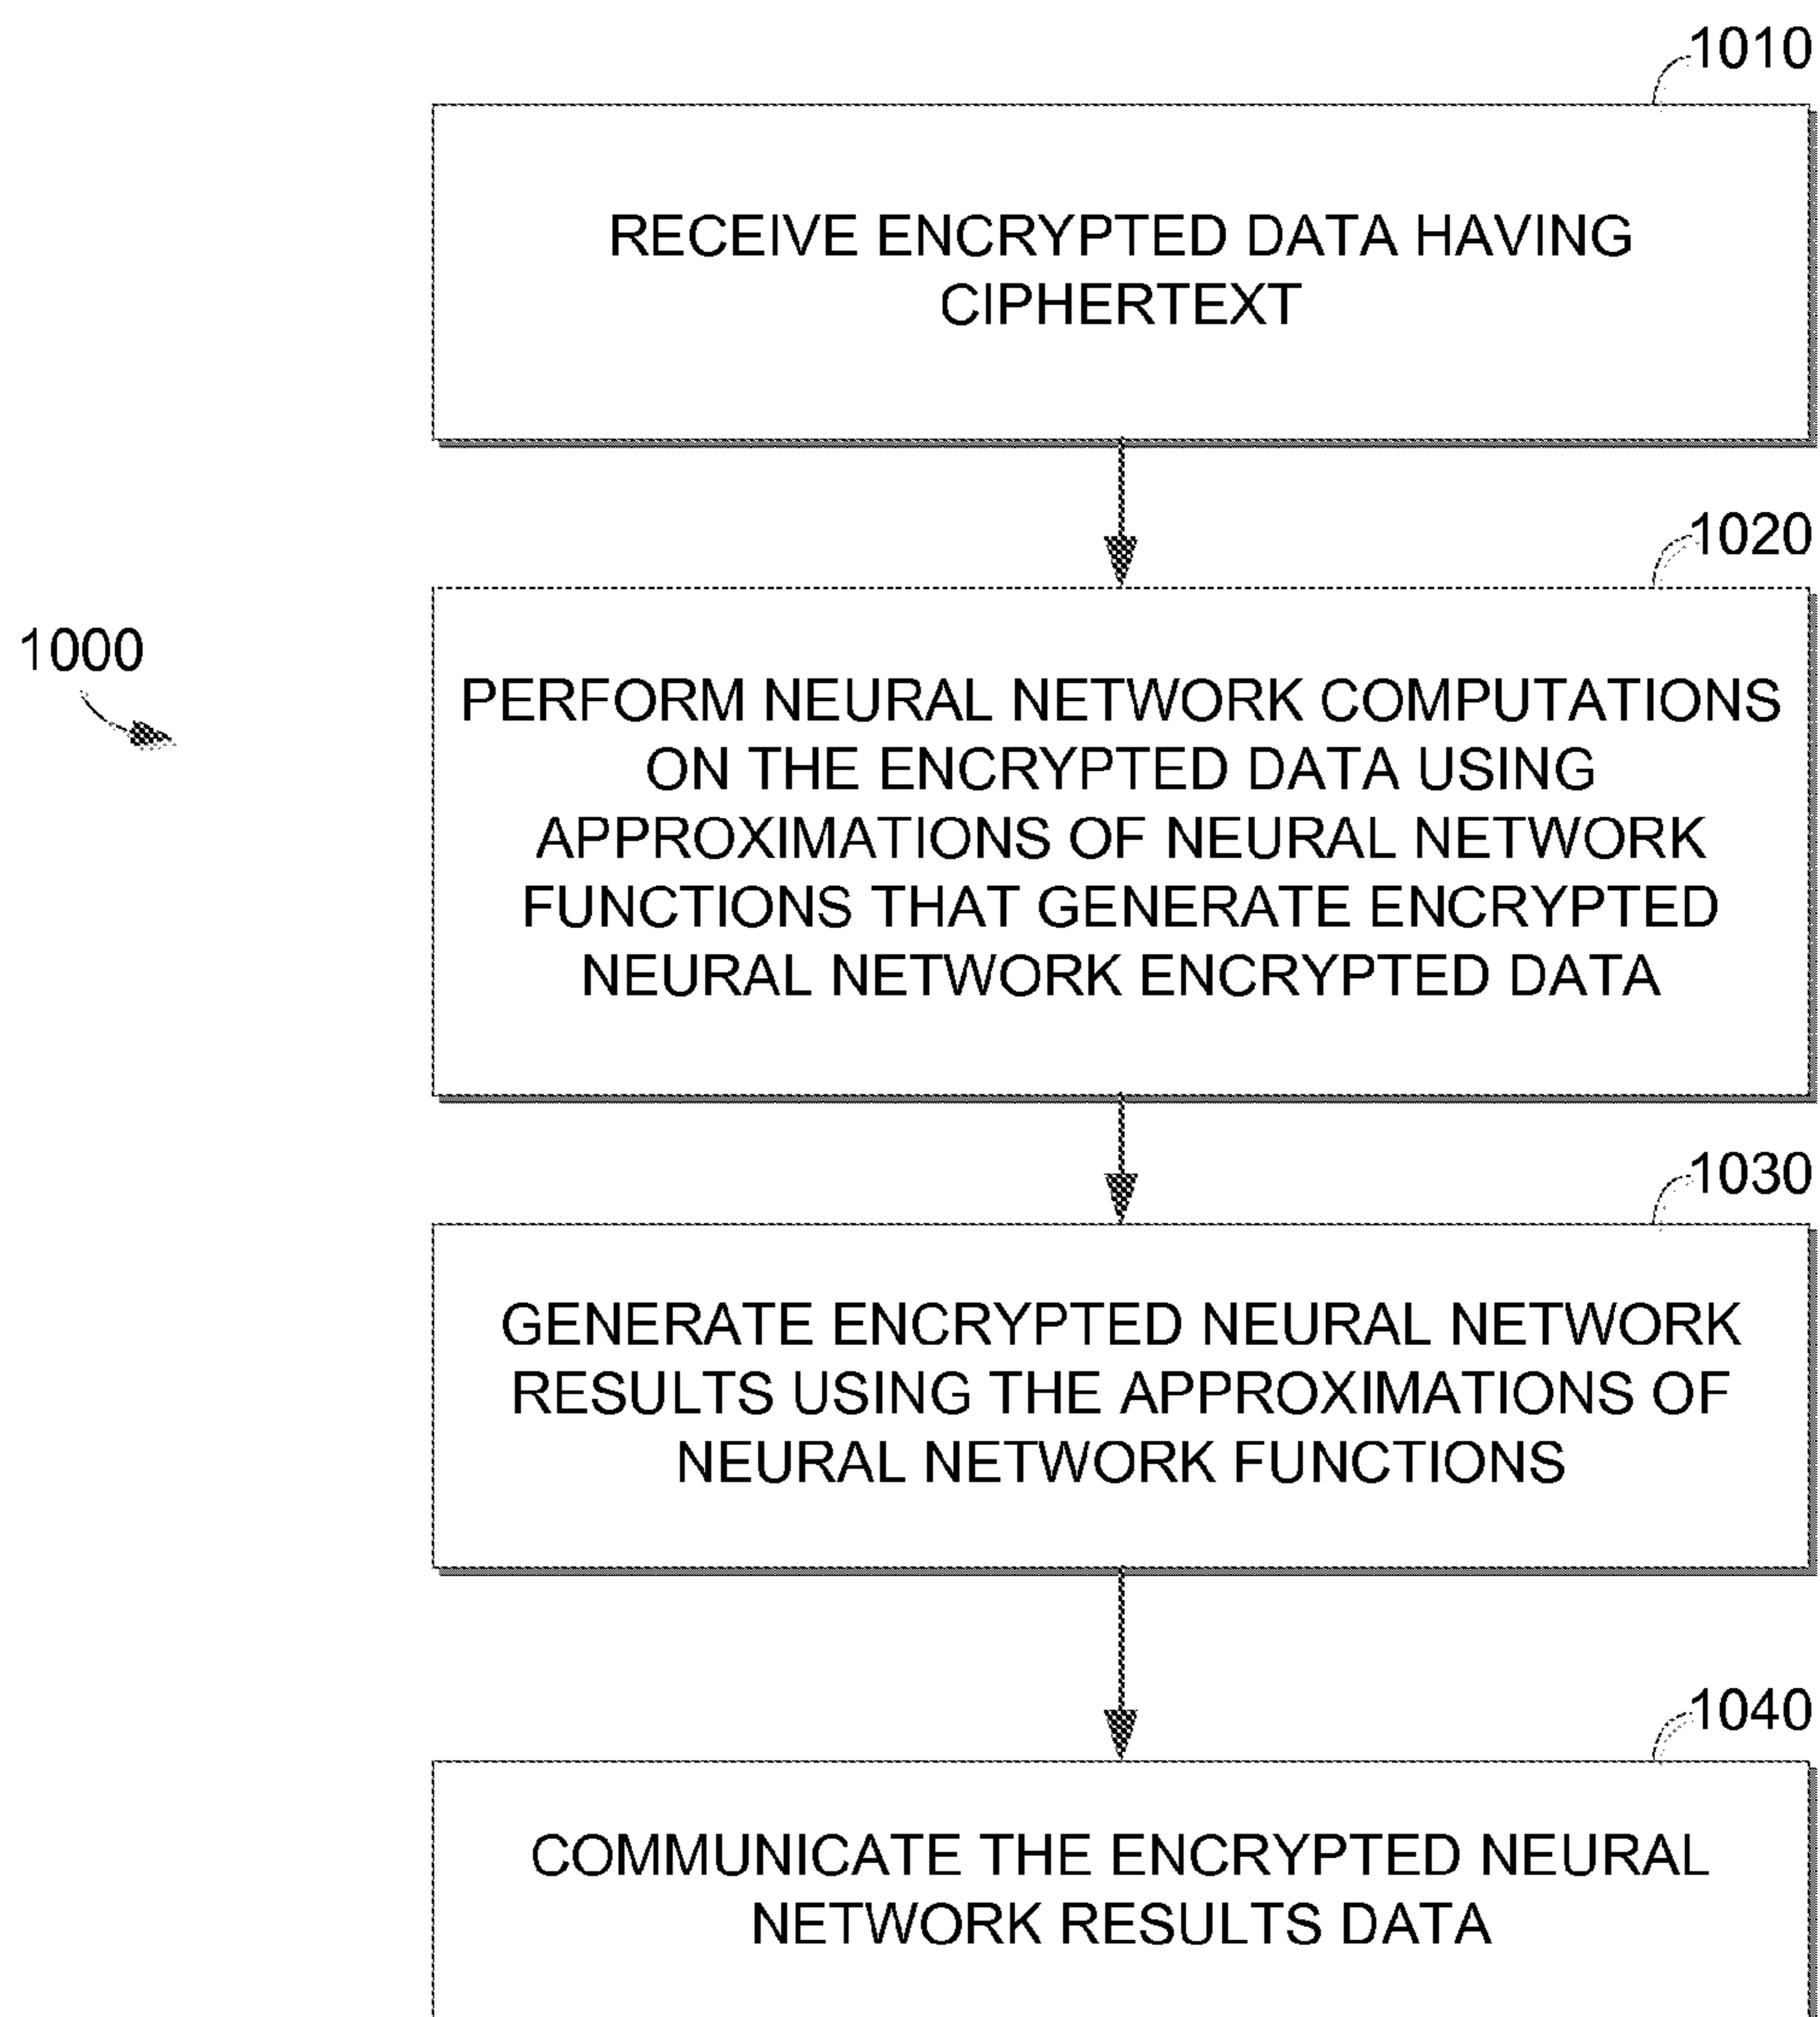 1010
RECEIVE ENCRYPTED DATA HAVING
CIPHERTEXT
1020
1000
PERFORM NEURAL NETWORK COMPUTATIONS
ON THE ENCRYPTED DATA USING
APPROXIMATIONS OF NEURAL NETWORK
FUNCTIONS THAT GENERATE ENCRYPTED
NEURAL NETWORK ENCRYPTED DATA
1030
GENERATE ENCRYPTED NEURAL NETWORK
RESULTS USING THE APPROXIMATIONS OF
NEURAL NETWORK FUNCTIONS
1040
COMMUNICATE THE ENCRYPTED NEURAL
NETWORK RESULTS DATA